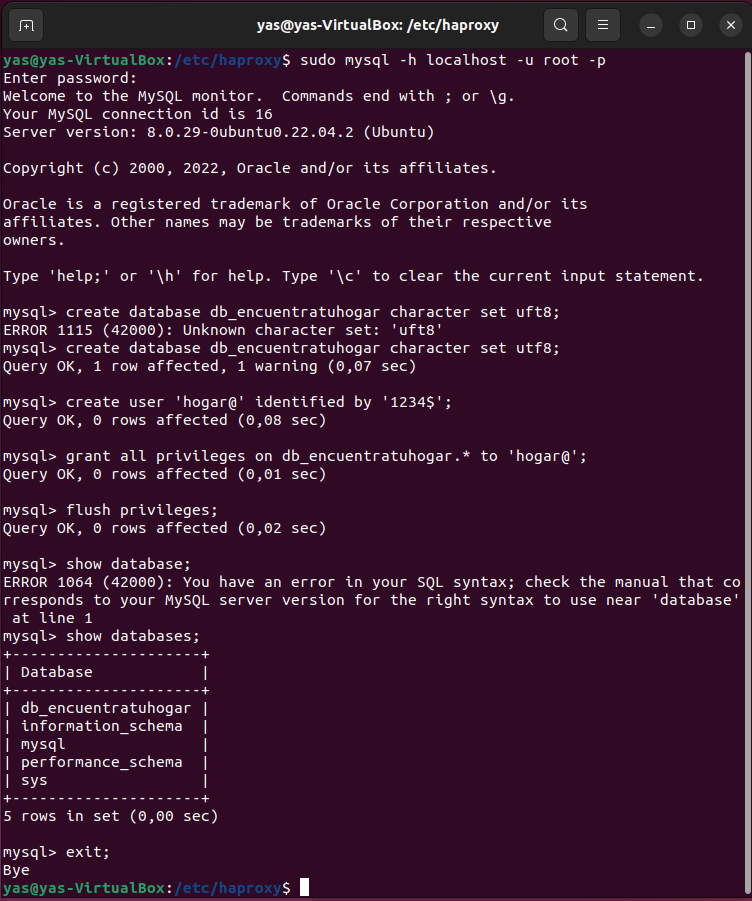 yas@yas-VirtualBox: /etc/haproxy
yas@yas-VirtualBox:/etc/haproxy$ sudo mysql -h localhost -u root -p
Enter password:
Welcome to the MySQL monitor.  Commands end with ; or \g.
Your MySQL connection id is 16
Server version: 8.0.29-0ubuntu0.22.04.2 (Ubuntu)

Copyright (c) 2000, 2022, Oracle and/or its affiliates.

Oracle is a registered trademark of Oracle Corporation and/or its
affiliates. Other names may be trademarks of their respective
owners.

Type 'help;' or '\h' for help. Type '\c' to clear the current input statement.

mysql> create database db_encuentratuhogar character set uft8;
ERROR 1115 (42000): Unknown character set: 'uft8'
mysql> create database db_encuentratuhogar character set utf8;
Query OK, 1 row affected, 1 warning (0,07 sec)

mysql> create user 'hogar@' identified by '1234$';
Query OK, 0 rows affected (0,08 sec)

mysql> grant all privileges on db_encuentratuhogar.* to 'hogar@';
Query OK, 0 rows affected (0,01 sec)

mysql> flush privileges;
Query OK, 0 rows affected (0,02 sec)

mysql> show database;
ERROR 1064 (42000): You have an error in your SQL syntax; check the manual that co
rresponds to your MySQL server version for the right syntax to use near 'database'
 at line 1
mysql> show databases;
+---------------------+
| Database            |
+---------------------+
| db_encuentratuhogar |
| information_schema  |
| mysql               |
| performance_schema  |
| sys                 |
+---------------------+
5 rows in set (0,00 sec)

mysql> exit;
Bye
yas@yas-VirtualBox:/etc/haproxy$